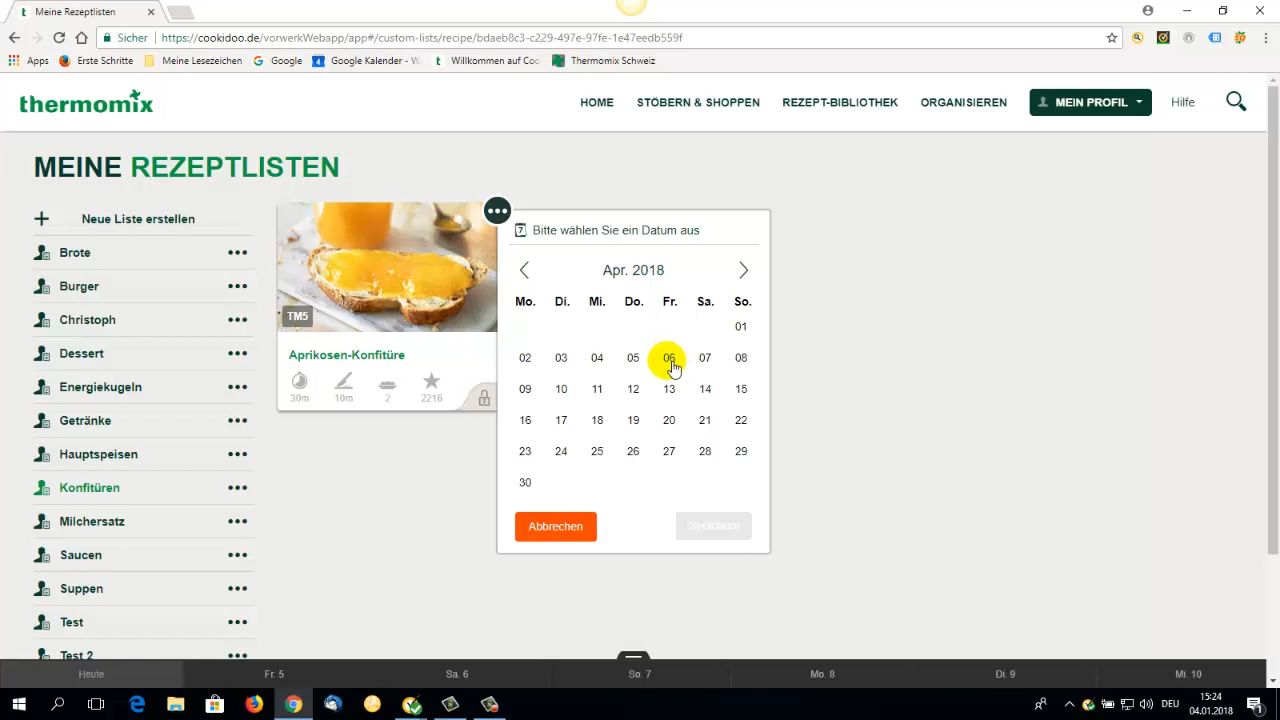 Meine Rezeptlisten
Sicher https://cookidoo.de/vorwerkWebapp/app#/custom-lists/recipe/bdaeb8c3-c229-497e-97fe-1e47eedb559f
Apps Erste Schritte Meine Lesezeichen Google Google Kalender - W Willkommen auf Coo Thermomix Schweiz
thermomix HOME STÖBERN & SHOPPEN REZEPT-BIBLIOTHEK ORGANISIEREN MEIN PROFIL Hilfe
MEINE REZEPTLISTEN
Neue Liste erstellen
Brote
Burger
Christoph
Dessert
Energiekugeln
Getränke
Hauptspeisen
Konfitüren
Milchersatz
Saucen
Suppen
Test
Test 2
TM5
Aprikosen-Konfitüre
30m 10m 2 2216
7 Bitte wählen Sie ein Datum aus
Apr. 2018
Mo. Di. Mi. Do. Fr. Sa. So.
01
02 03 04 05 06 07 08
09 10 11 12 13 14 15
16 17 18 19 20 21 22
23 24 25 26 27 28 29
30
Abbrechen Speichern
Heute Fr. 5 Sa. 6 So. 7 Mo. 8 Di. 9 Mi. 10
DEU
15:24
04.01.2018
1